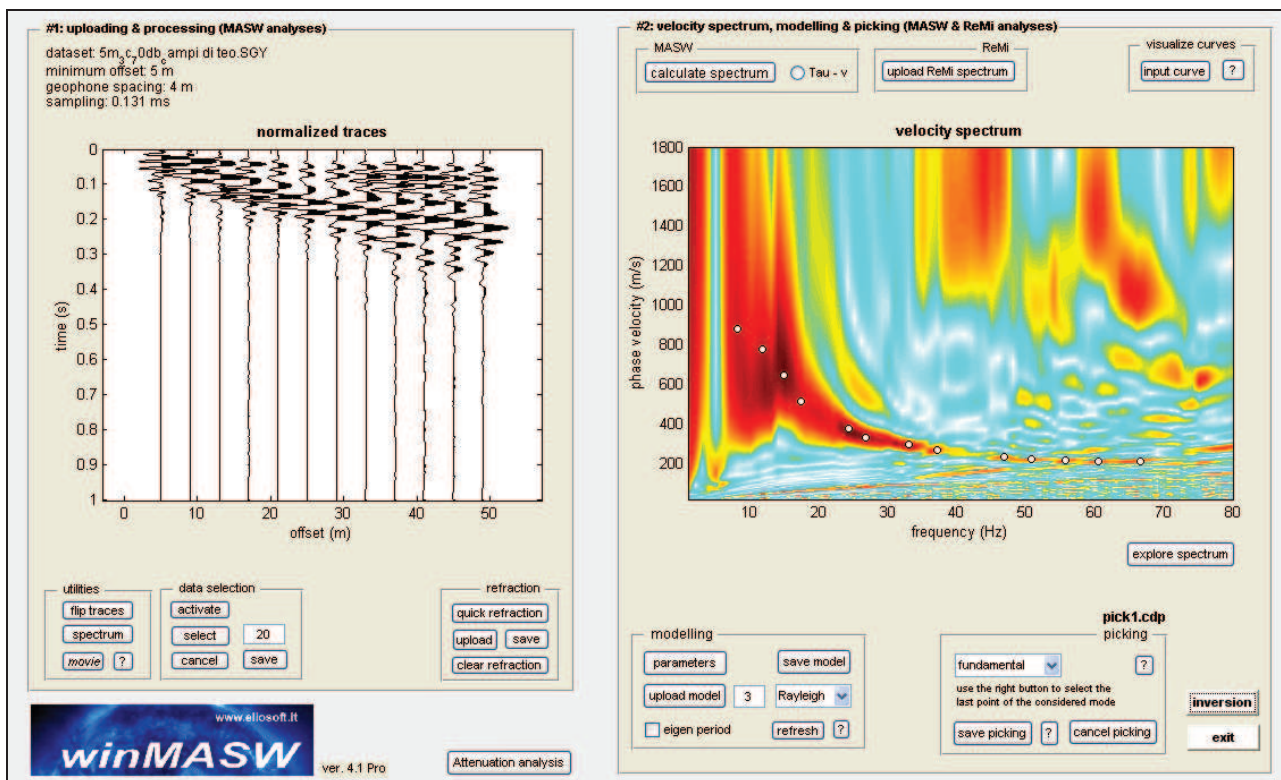 #1: uploading & processing (MASW analyses)
dataset: 5m₃c₇0db꜀ampi di teo.SGY
minimum offset: 5 m
geophone spacing: 4 m
sampling: 0.131 ms
normalized traces
0
0.1
0.2
0.3
0.4
0.5
0.6
0.7
0.8
0.9
1
time (s)
0 10 20 30 40 50
offset (m)
utilities
flip traces
spectrum
movie ?
data selection
activate
select 20
cancel save
refraction
quick refraction
upload save
clear refraction
www.eliosoft.it
winMASW
ver. 4.1 Pro
Attenuation analysis
#2: velocity spectrum, modelling & picking (MASW & ReMi analyses)
MASW
calculate spectrum Tau - v
ReMi
upload ReMi spectrum
visualize curves
input curve ?
velocity spectrum
1800
1600
1400
1200
1000
800
600
400
200
phase velocity (m/s)
10 20 30 40 50 60 70 80
frequency (Hz)
explore spectrum
modelling
parameters save model
upload model 3 Rayleigh
eigen period refresh ?
pick1.cdp
picking
fundamental ?
use the right button to select the
last point of the considered mode
save picking ? cancel picking
inversion
exit